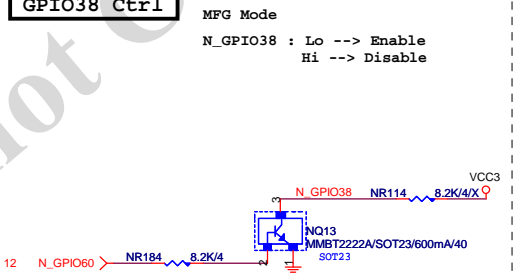 GPIO38 Ctrl
MFG Mode
N_GPIO38 : Lo --> Enable
Hi --> Disable
VCC3
3
N_GPIO38
NR114
8.2K/4/X
NQ13
MMBT2222A/SOT23/600mA/40
SOT23
12
N_GPIO60
NR184
8.2K/4
2
1